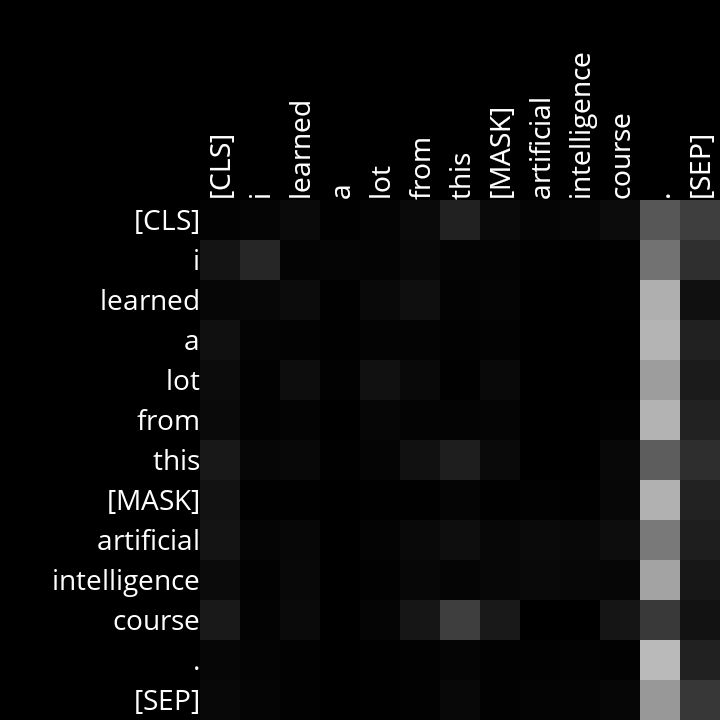 [CLS] i learned a lot from this [MASK] artificial intelligence course . [SEP]
[CLS]
i
learned
a
lot
from
this
[MASK]
artificial
intelligence
course
.
[SEP]